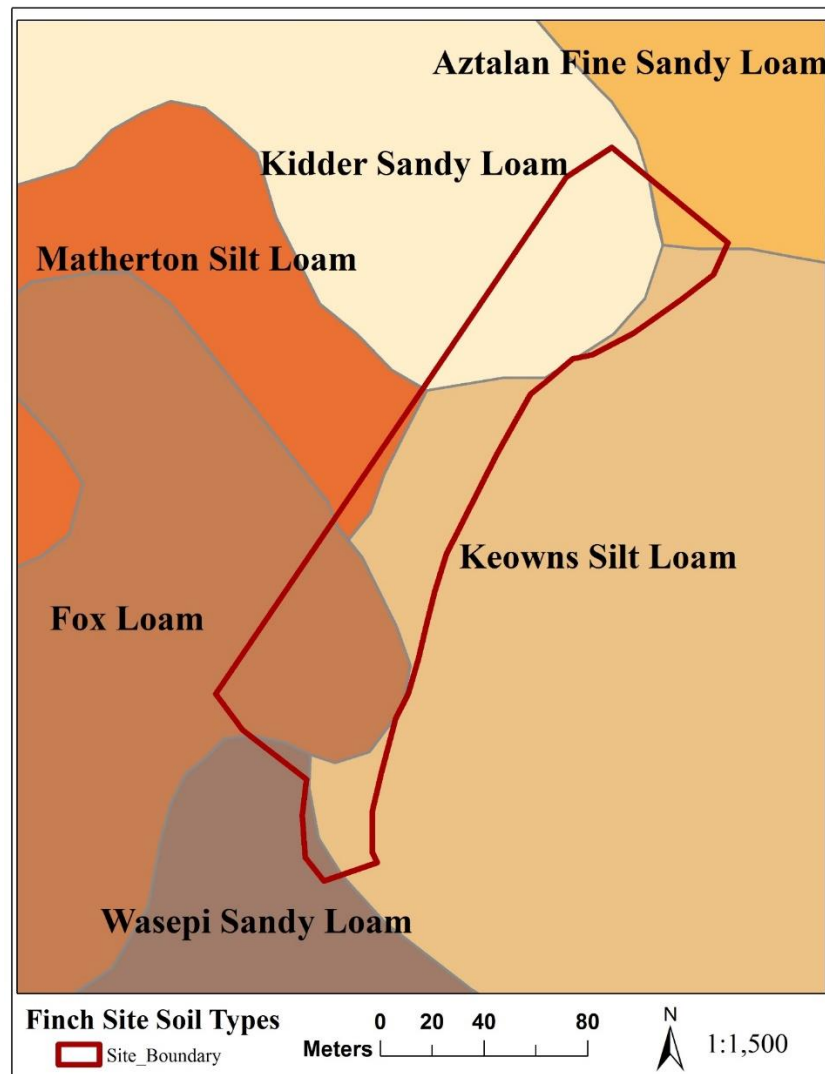 Aztalan Fine Sandy Loam
Kidder Sandy Loam
Matherton Silt Loam
Keowns Silt Loam
Fox Loam
Wasepi Sandy Loam
Finch Site Soil Types
Site_Boundary
0 20 40 80
Meters
N
1:1,500